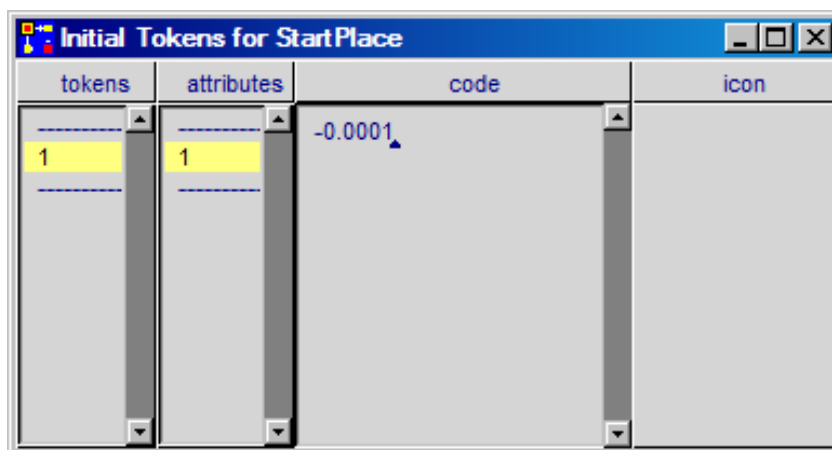 Initial Tokens for StartPlace
tokens attributes code icon
----------- -----------
-0.0001
1 1
----------- -----------